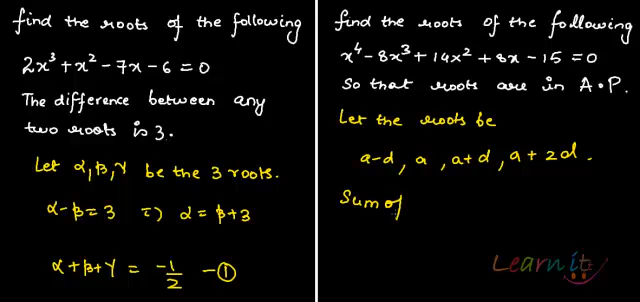 find the roots of the following
2x³ + x² - 7x - 6 = 0
The difference between any
two roots is 3.
Let α, β, γ be the 3 roots.
α - β = 3 ⇒ α = β + 3
α + β + γ = -1/2 - ①
find the roots of the following
x⁴ - 8x³ + 14x² + 8x - 15 = 0
So that roots are in A.P.
Let the roots be
a-d, a, a+d, a+2d.
Sum of
Learn it